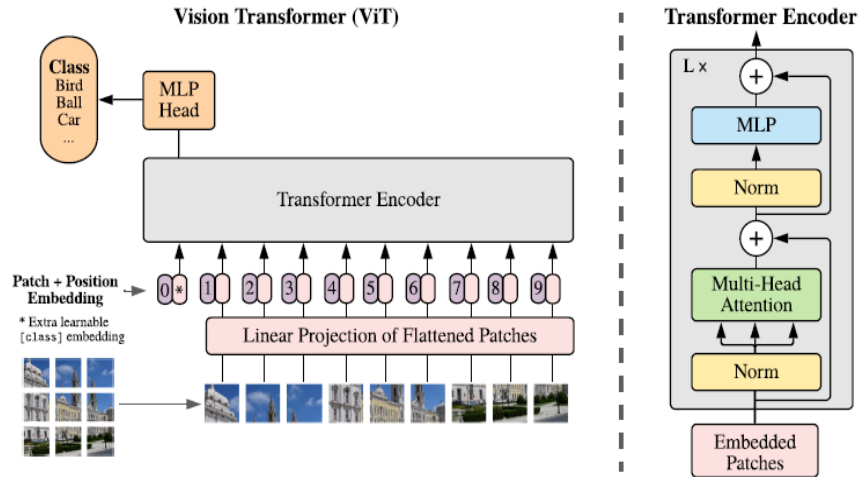 Vision Transformer (ViT)
Class
Bird
Ball
Car
...
MLP
Head
Transformer Encoder
Patch + Position
Embedding
0 * 1 2 3 4 5 6 7 8 9
* Extra learnable
[class] embedding
Linear Projection of Flattened Patches
Transformer Encoder
L x
+
MLP
Norm
+
Multi-Head
Attention
Norm
Embedded
Patches